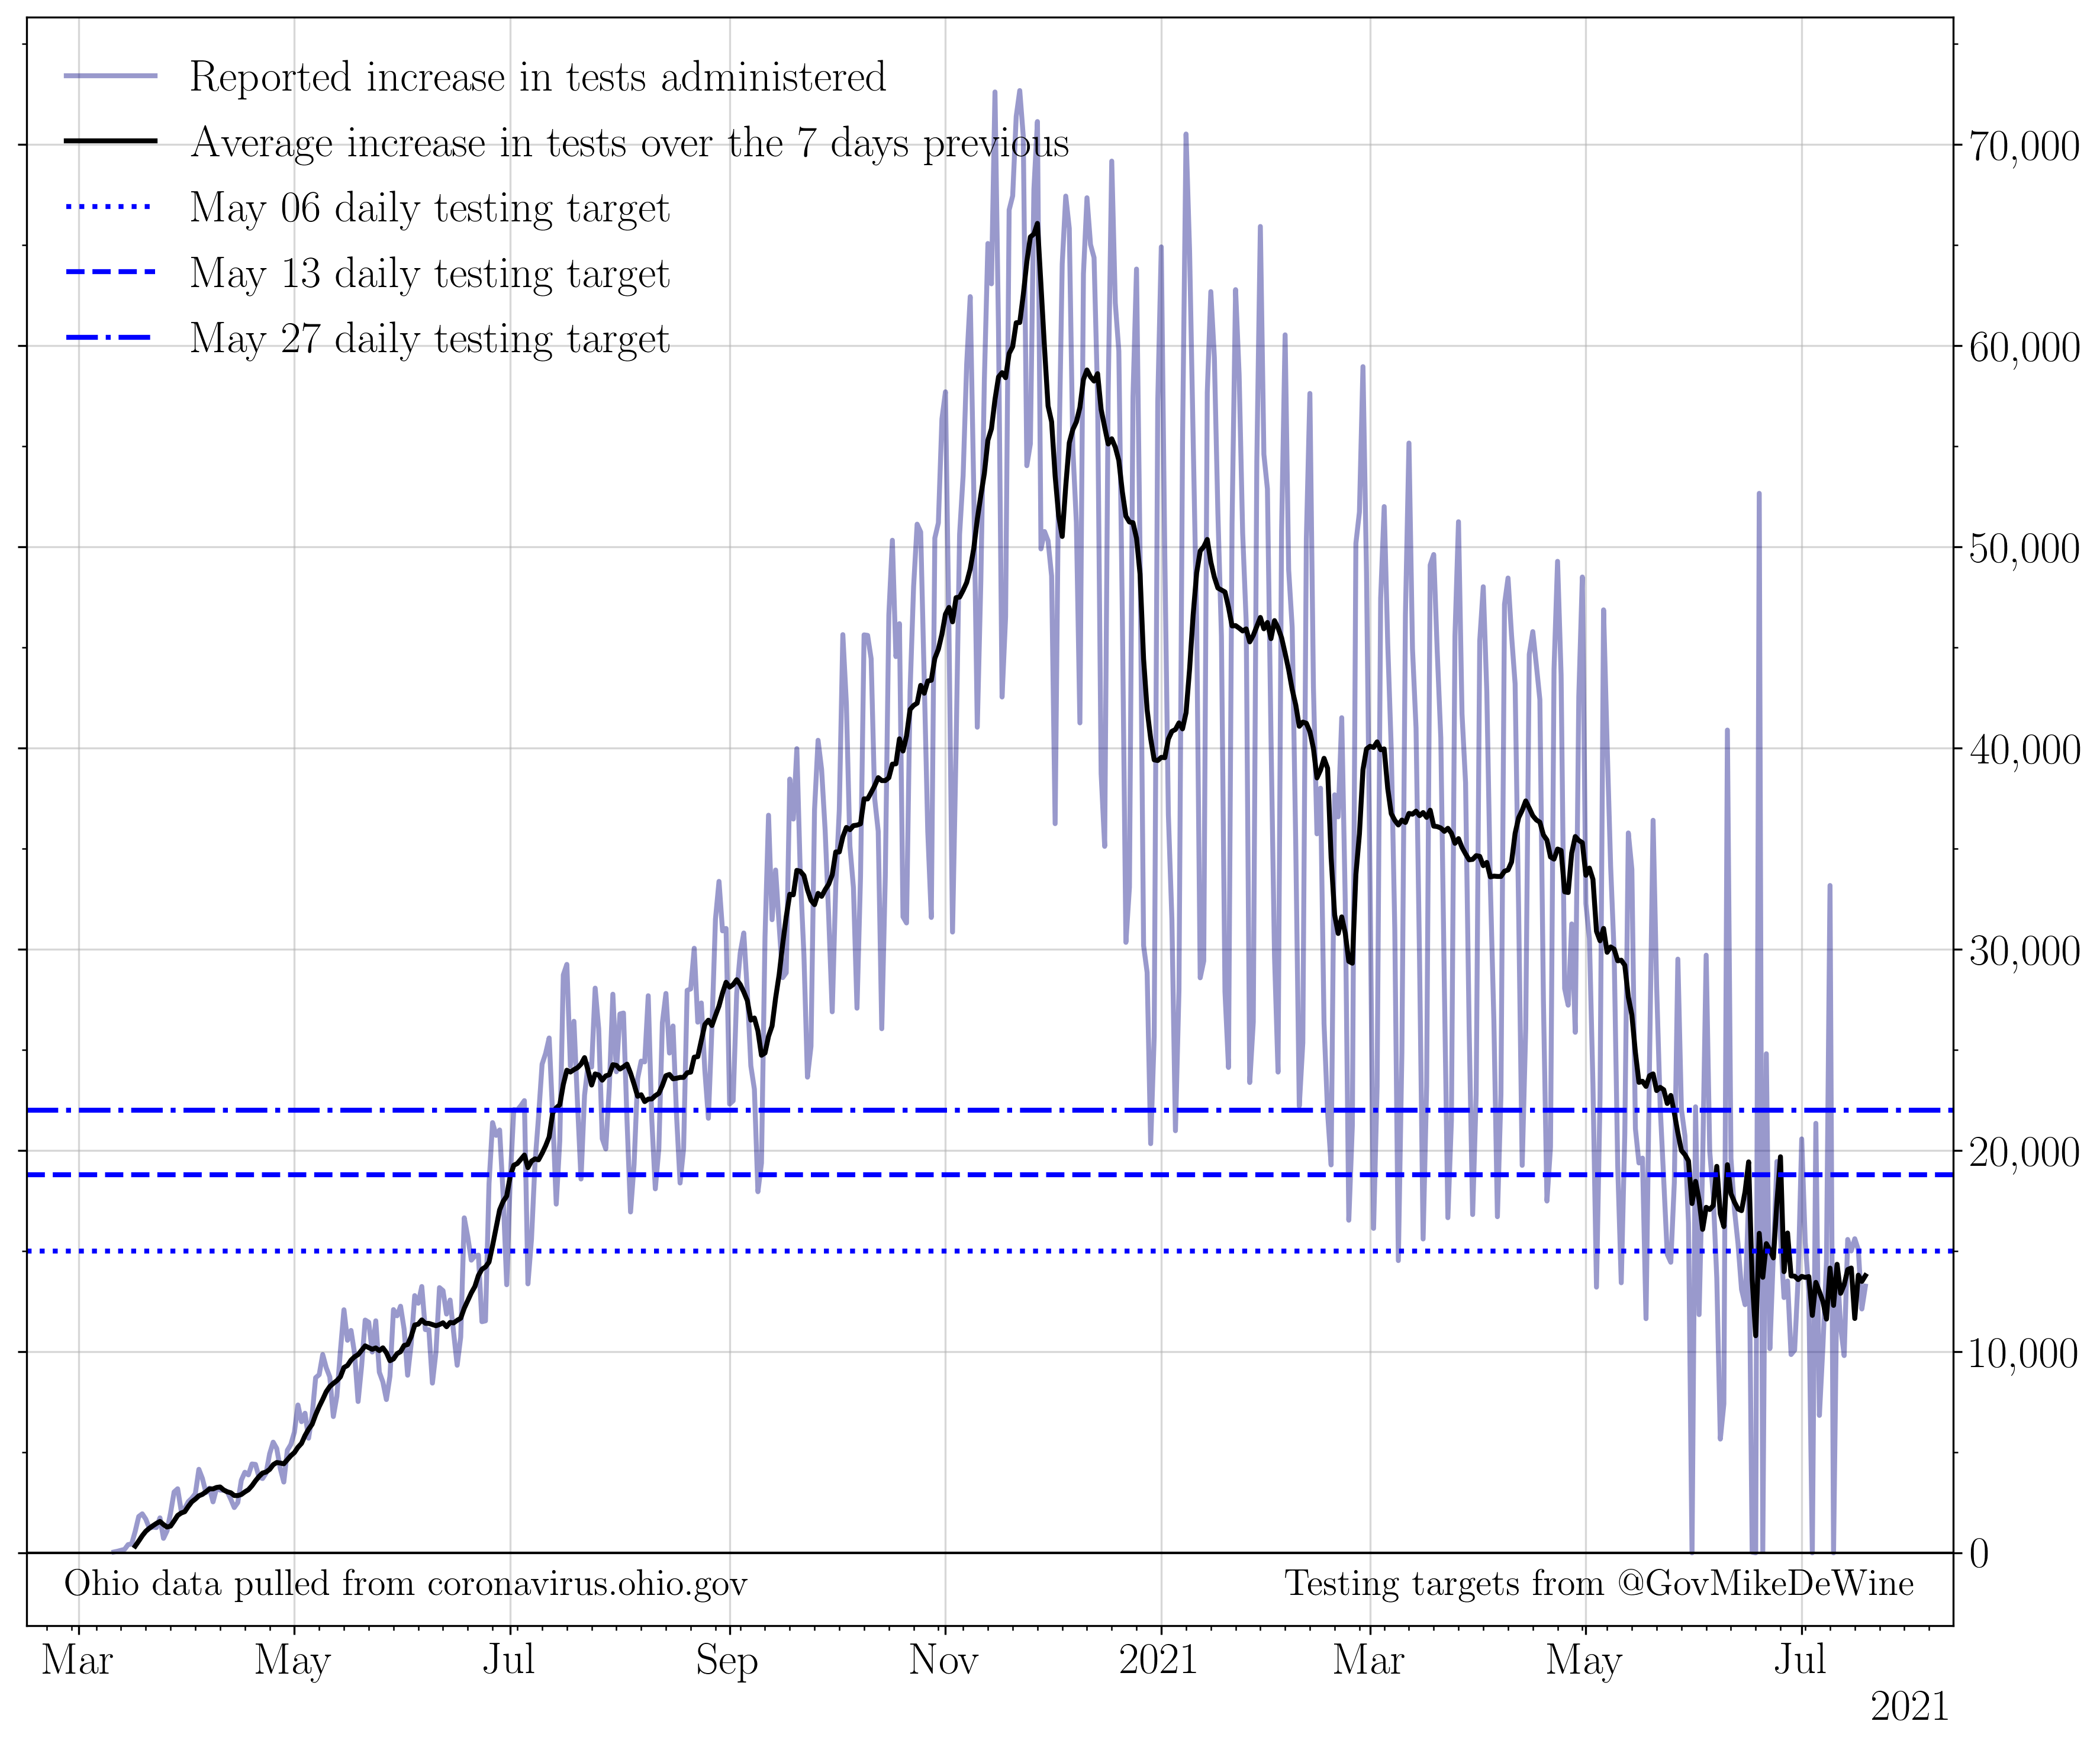 Reported increase in tests administered
Average increase in tests over the 7 days previous
May 06 daily testing target
May 13 daily testing target
May 27 daily testing target
70,000
60,000
50,000
40,000
30,000
20,000
10,000
0
Ohio data pulled from coronavirus.ohio.gov
Testing targets from @GovMikeDeWine
Mar May Jul Sep Nov 2021 Mar May Jul
2021